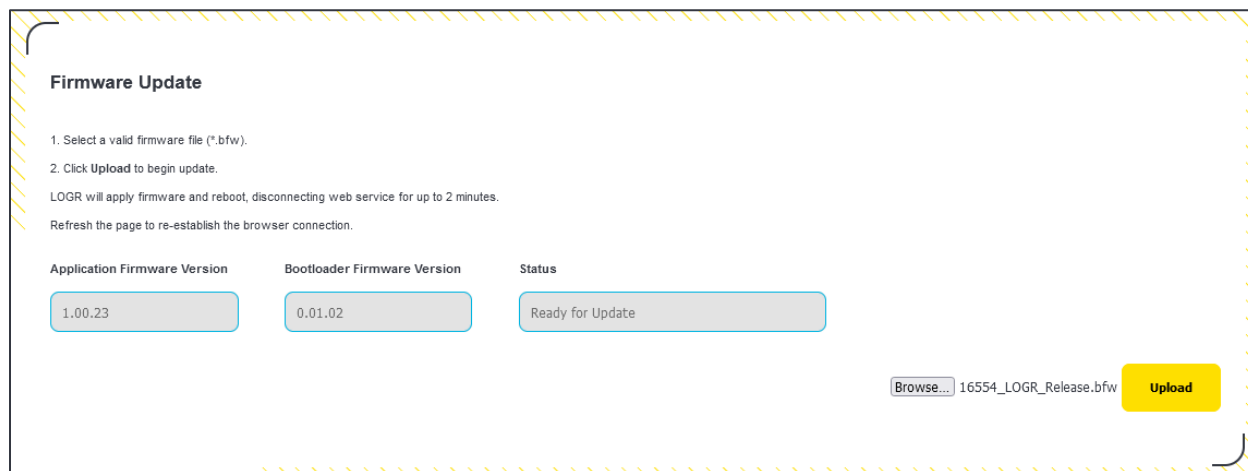 Firmware Update
1. Select a valid firmware file (*.bfw).
2. Click Upload to begin update.
LOGR will apply firmware and reboot, disconnecting web service for up to 2 minutes.
Refresh the page to re-establish the browser connection.
Application Firmware Version Bootloader Firmware Version Status
1.00.23 0.01.02 Ready for Update
Browse... 16554_LOGR_Release.bfw Upload